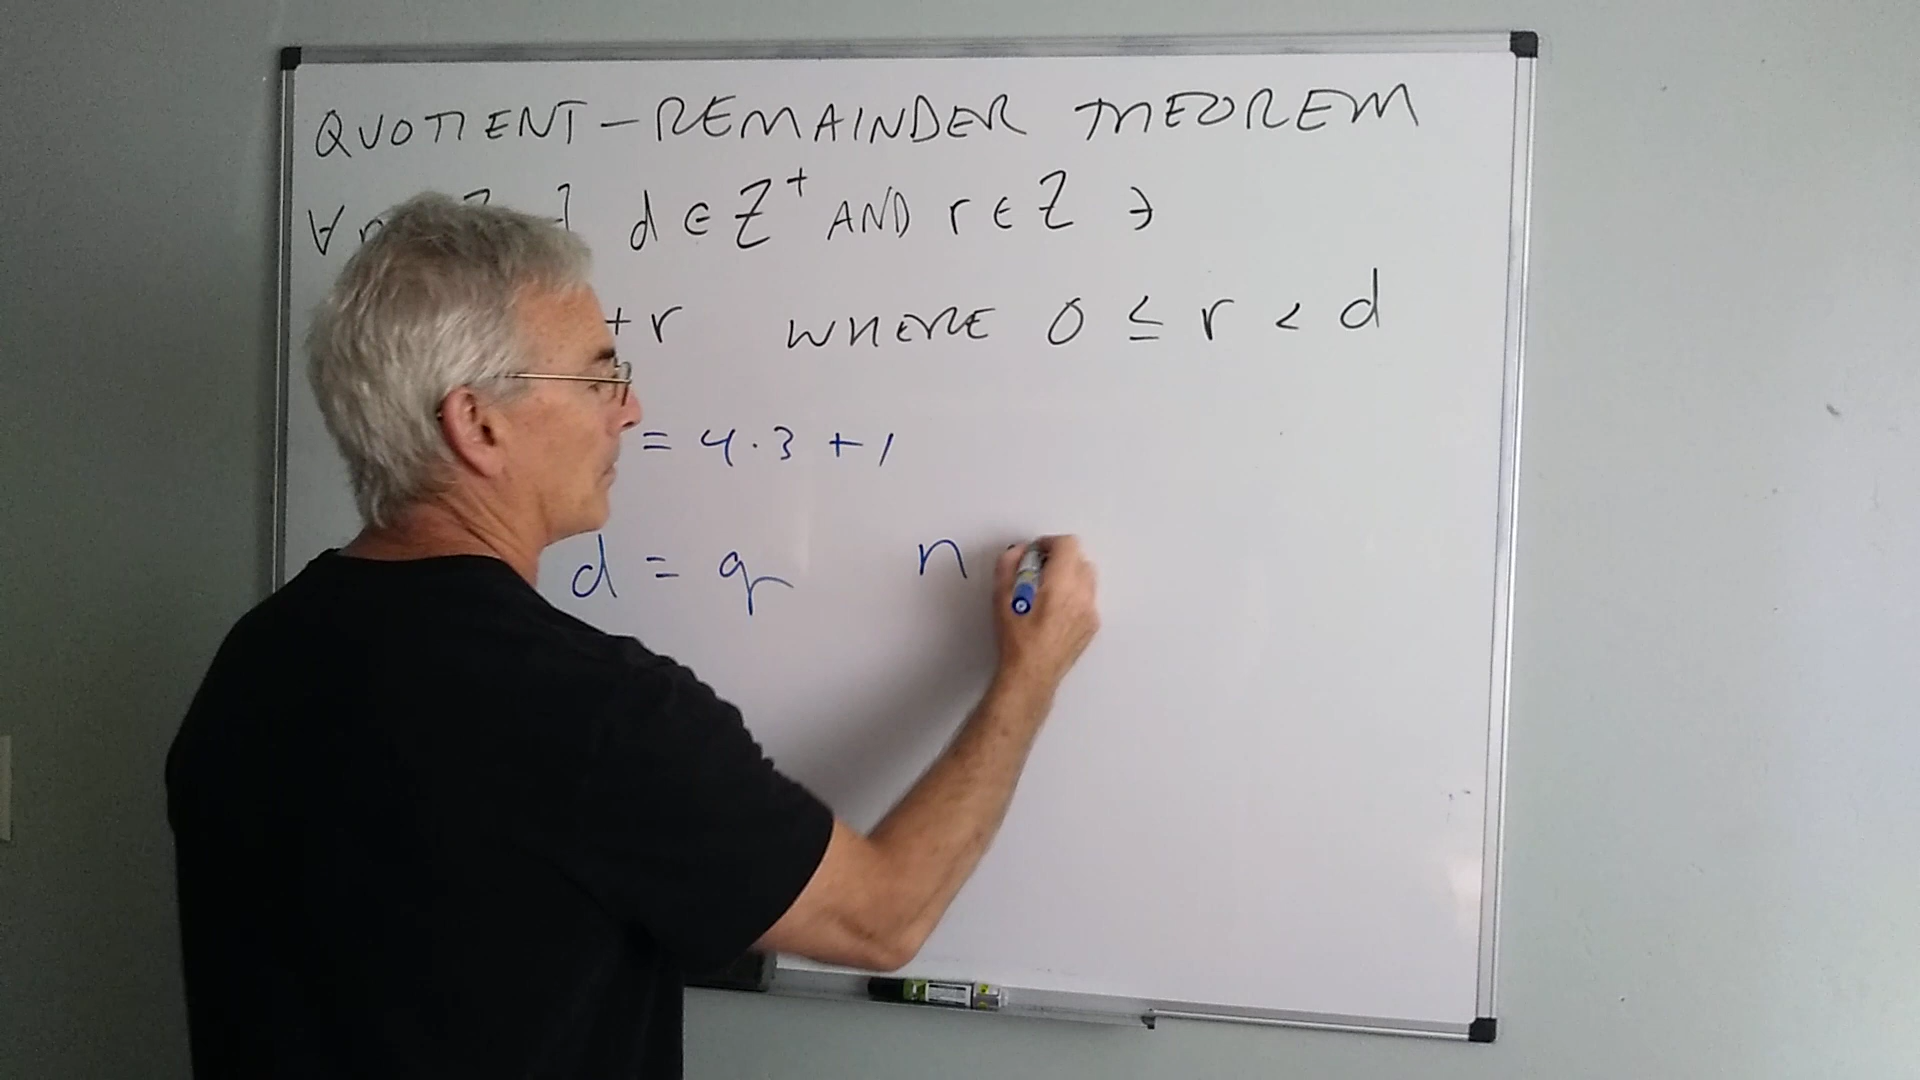 QUOTIENT-REMAINDER THEOREM
∀ d ∈ Z⁺ AND r ∈ Z ∋
+ r WHERE 0 ≤ r < d
= 4·3 + 1
d = q n